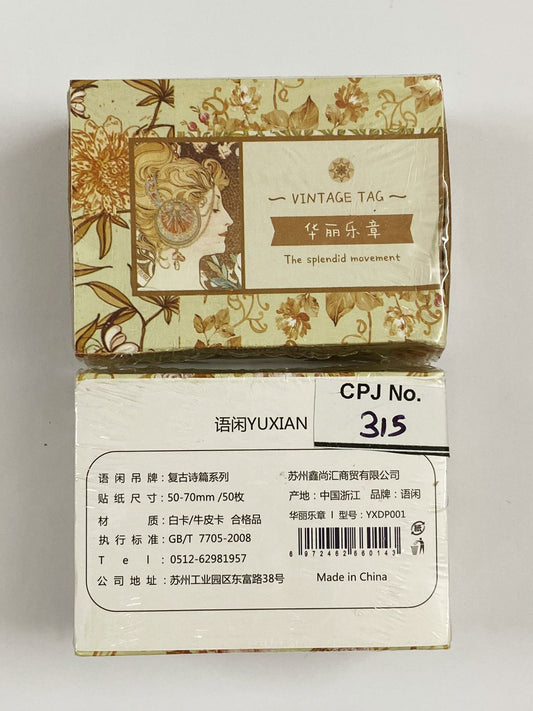 ~ VINTAGE TAG ~
华丽乐章
The splendid movement
CPJ No.
315
语闲YUXIAN
语闲吊牌:复古诗篇系列
贴纸尺寸:50-70mm /50枚
材质:白卡/牛皮卡 合格品
执行标准:GB/T 7705-2008
Tel:0512-62981957
公司地址:苏州工业园区东富路38号
苏州鑫尚汇商贸有限公司
产地:中国浙江 品牌:语闲
华丽乐章 I 型号:YXDP001
6 972462 660143
Made in China